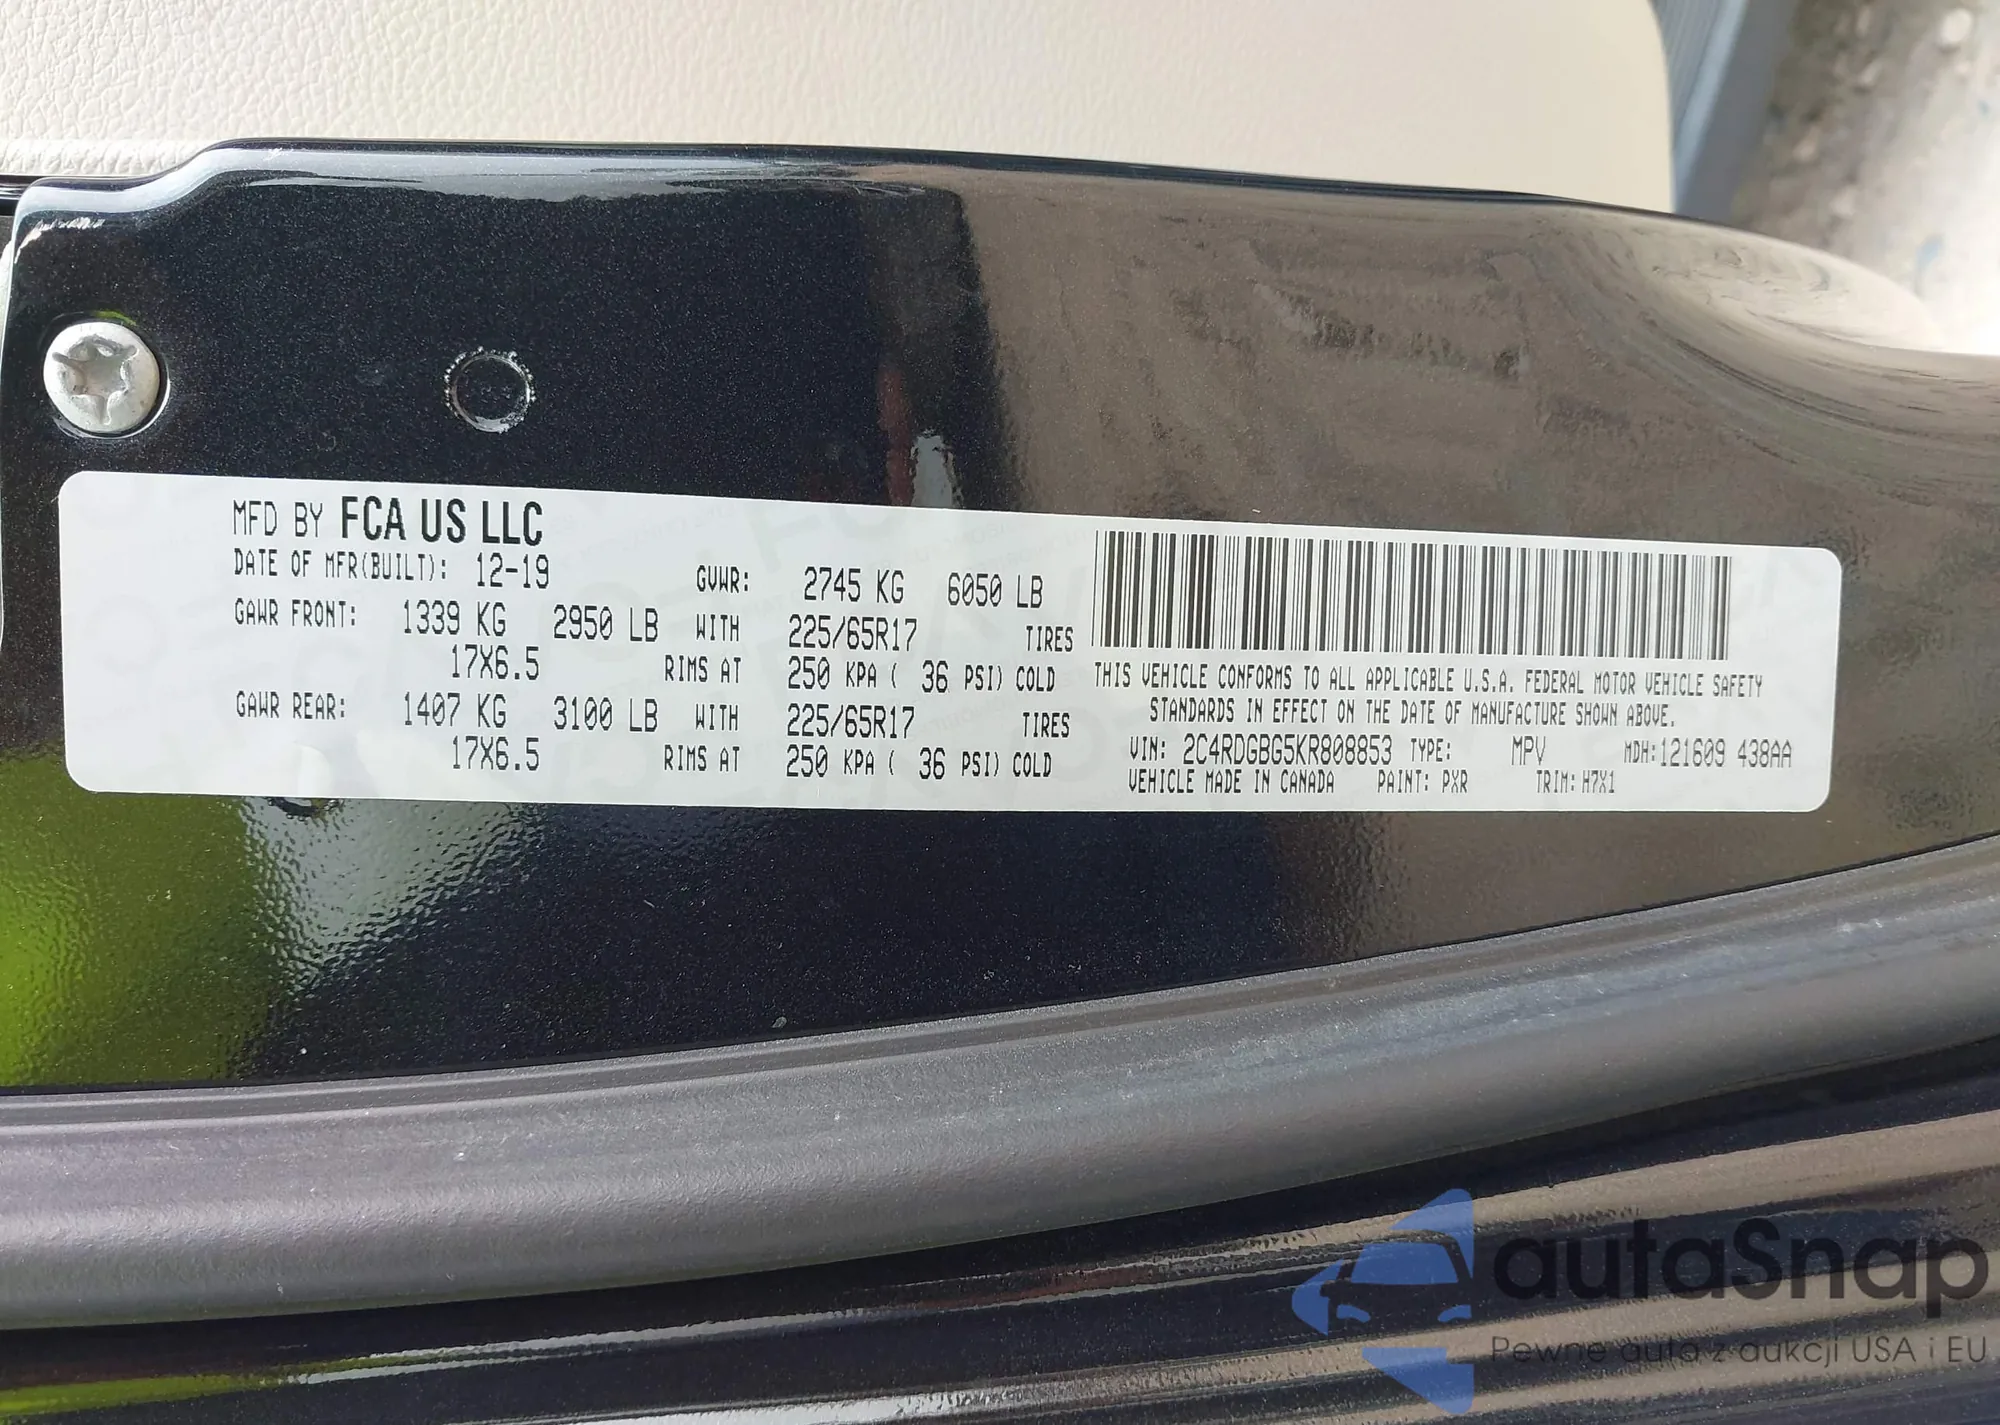 MFD BY FCA US LLC
DATE OF MFR(BUILT): 12-19
GVWR: 2745 KG 6050 LB
GAWR FRONT: 1339 KG 2950 LB WITH 225/65R17 TIRES
17X6.5 RIMS AT 250 KPA ( 36 PSI) COLD
GAWR REAR: 1407 KG 3100 LB WITH 225/65R17 TIRES
17X6.5 RIMS AT 250 KPA ( 36 PSI) COLD
THIS VEHICLE CONFORMS TO ALL APPLICABLE U.S.A. FEDERAL MOTOR VEHICLE SAFETY
STANDARDS IN EFFECT ON THE DATE OF MANUFACTURE SHOWN ABOVE.
VIN: 2C4RDGBG5KR808853 TYPE: MPV MDH:121609 438AA
VEHICLE MADE IN CANADA PAINT: PXR TRIM: H7X1
autaSnap
Pewne auta z aukcji USA i EU